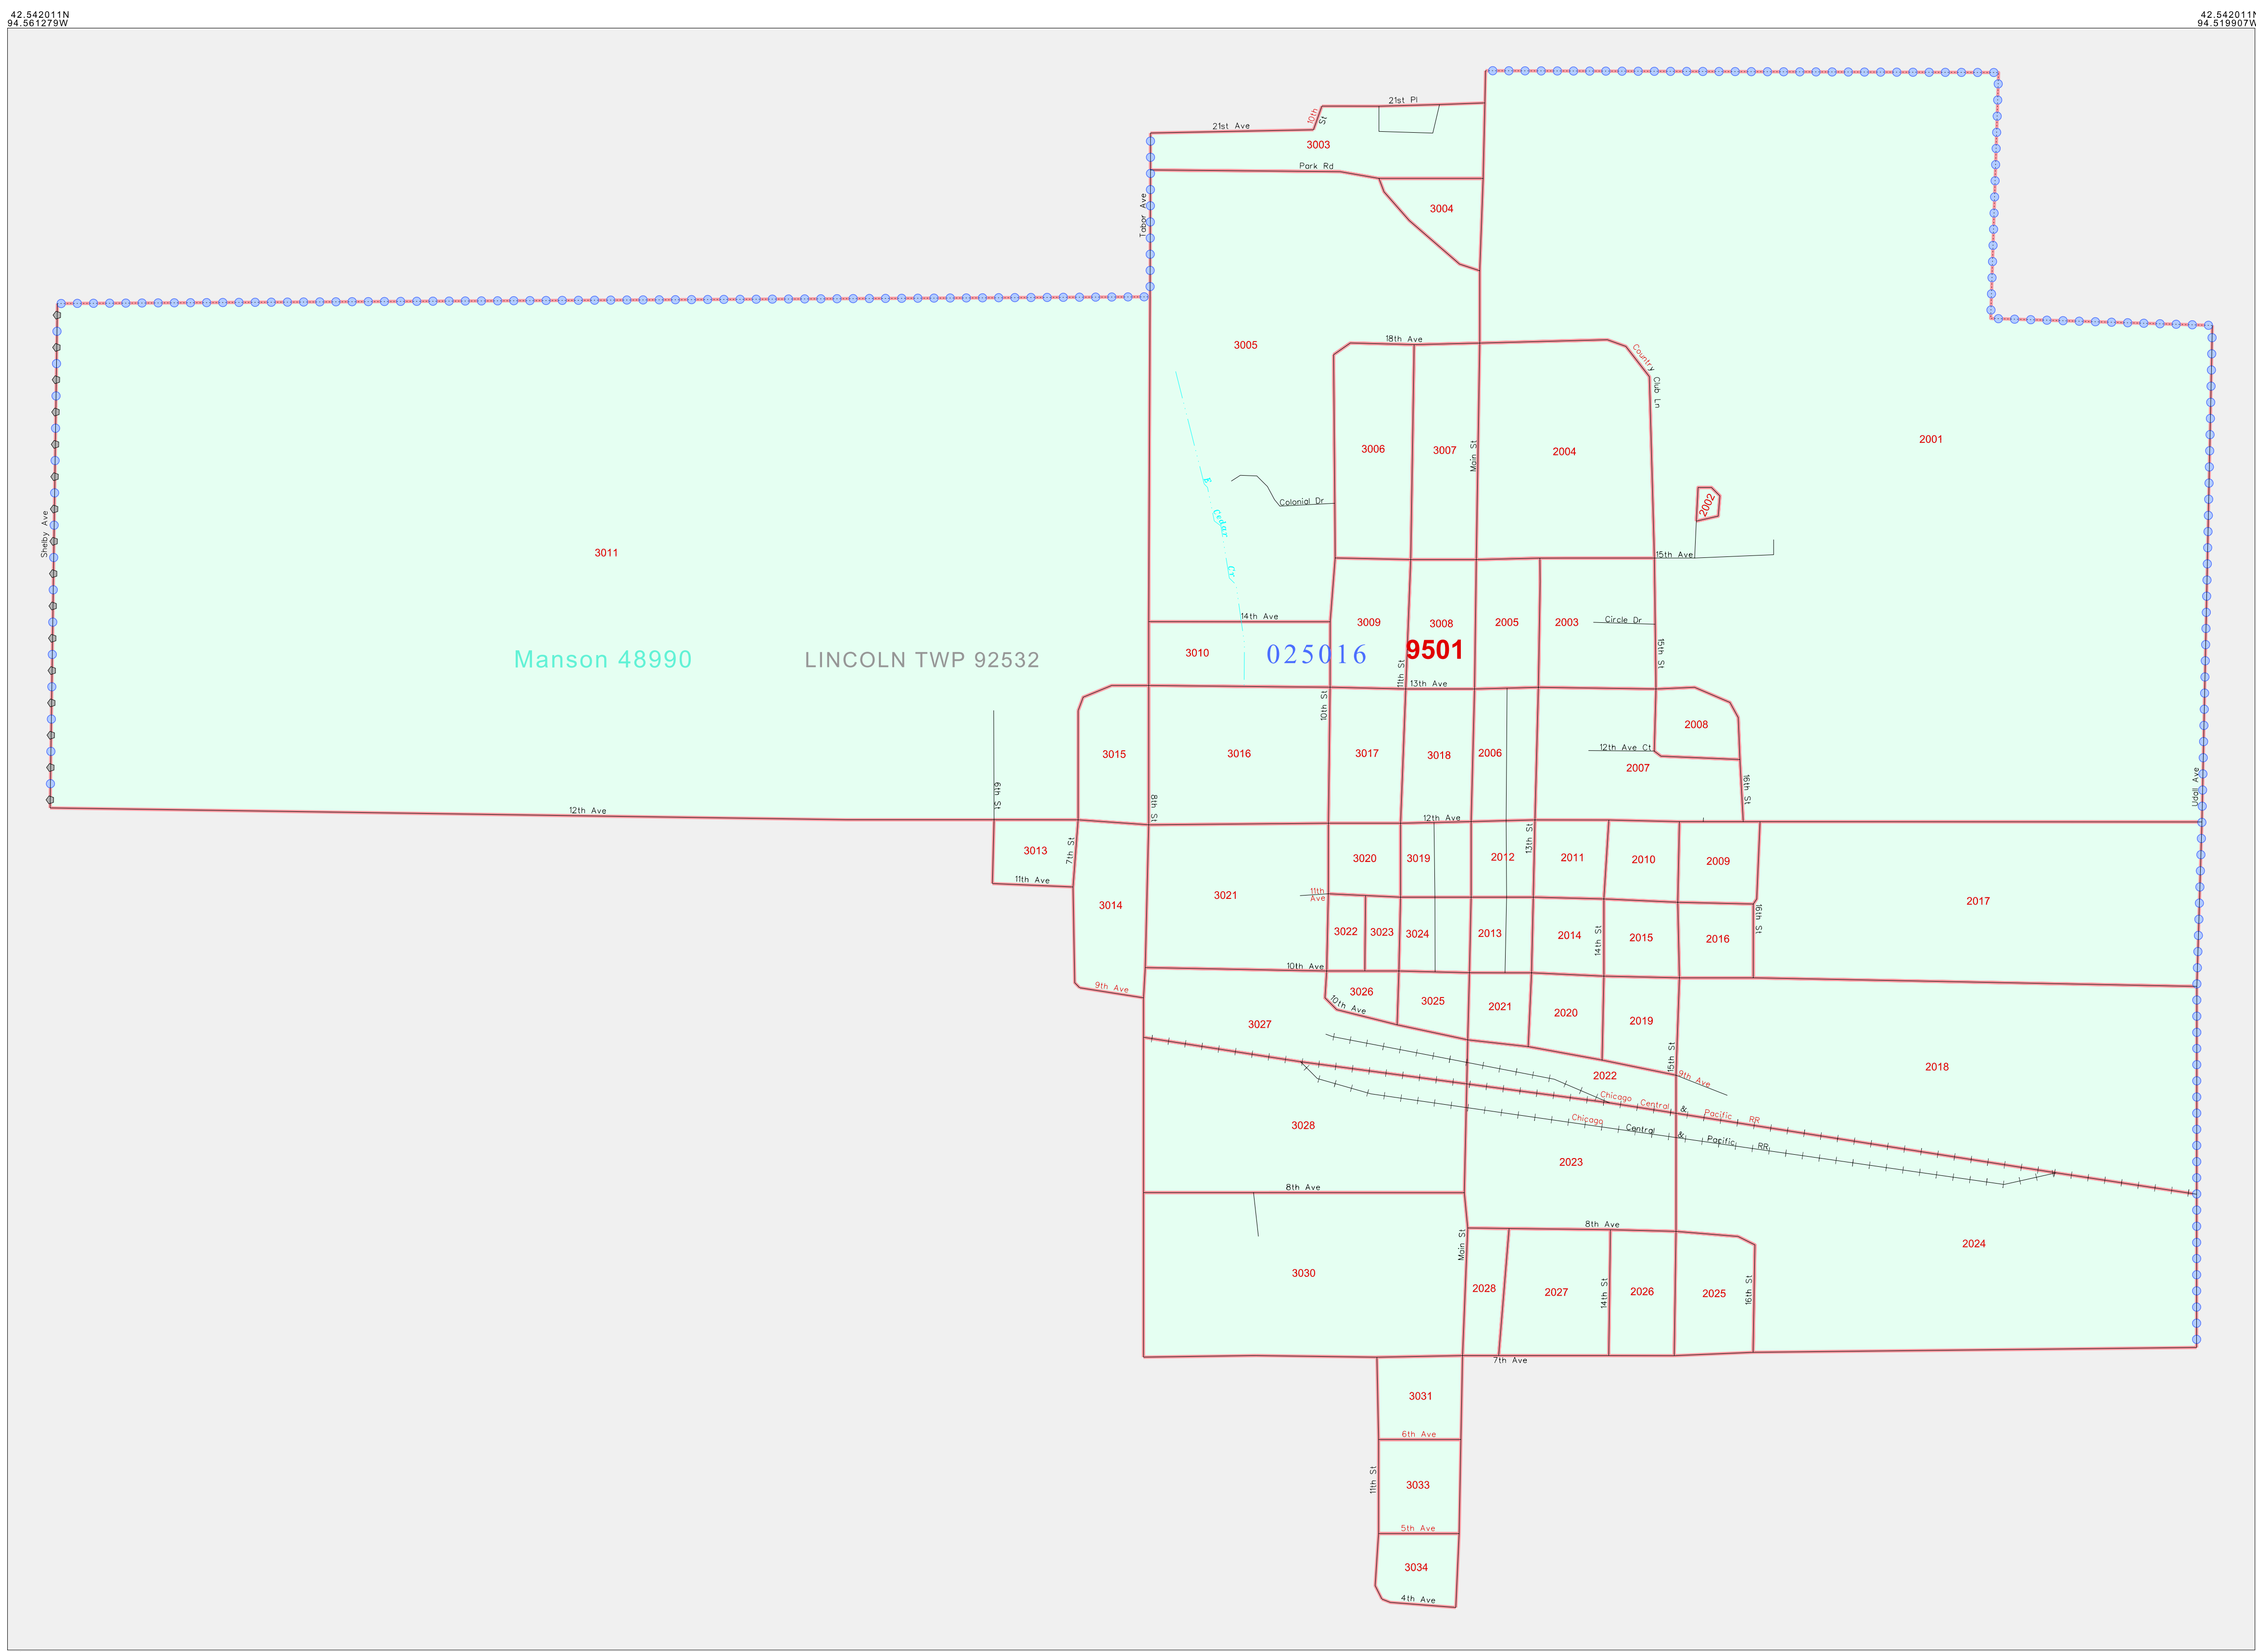 42.542011N
94.561279W
42.542011N
94.519907W
21st Pl
10th
St
21st Ave
3003
Park Rd
Tabor Ave
3004
3005
18th Ave
Country
Club Ln
2001
Main St
3006
3007
2004
Colonial Dr
2002
B
Cedar
Cr
Shelby Ave
3011
15th Ave
14th Ave
3009
3008
2005
2003
Circle Dr
15th St
Manson 48990
LINCOLN TWP 92532
3010
025016
9501
11th St
13th Ave
10th St
2008
3015
3016
3017
3018
2006
12th Ave Ct
2007
16th St
Udall Ave
6th St
8th St
12th Ave
12th Ave
13th St
7th St
3013
3020
3019
2012
2011
2010
2009
11th Ave
11th
Ave
3014
3021
2017
16th St
3022
3023
3024
2013
2014
14th St
2015
2016
10th Ave
9th Ave
3026
10th Ave
3025
2021
2020
2019
3027
15th St
2022
9th Ave
2018
Chicago Central & Pacific RR
Chicago Central & Pacific RR
3028
2023
8th Ave
8th Ave
Main St
2024
3030
2028
2027
14th St
2026
2025
16th St
7th Ave
3031
6th Ave
11th St
3033
5th Ave
3034
4th Ave